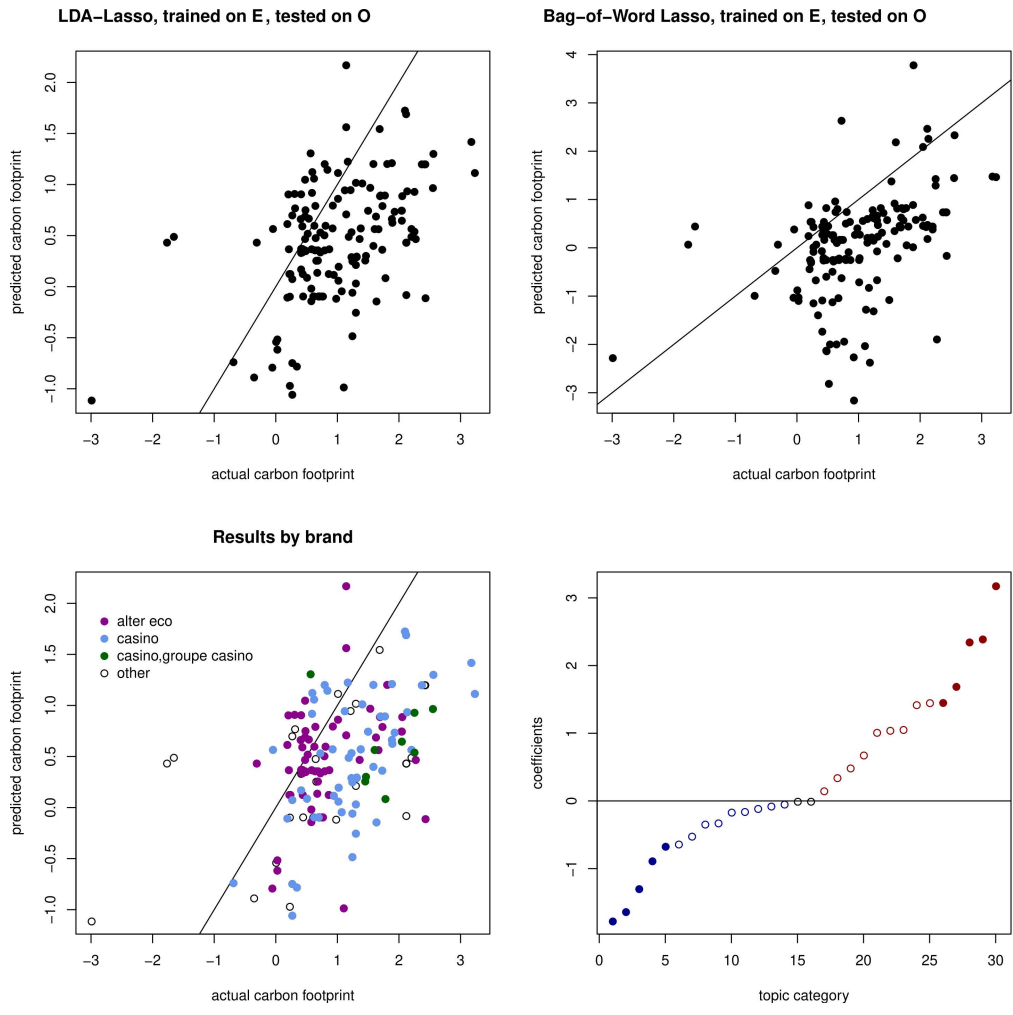 LDA−Lasso, trained on E, tested on O
2.0
1.5
1.0
0.5
0.0
−0.5
−1.0
predicted carbon footprint
−3 −2 −1 0 1 2 3
actual carbon footprint
Bag−of−Word Lasso, trained on E, tested on O
4
3
2
1
0
−1
−2
−3
predicted carbon footprint
−3 −2 −1 0 1 2 3
actual carbon footprint
Results by brand
2.0
1.5
1.0
0.5
0.0
−0.5
−1.0
predicted carbon footprint
alter eco
casino
casino,groupe casino
other
−3 −2 −1 0 1 2 3
actual carbon footprint
3
2
1
0
−1
coefficients
0 5 10 15 20 25 30
topic category